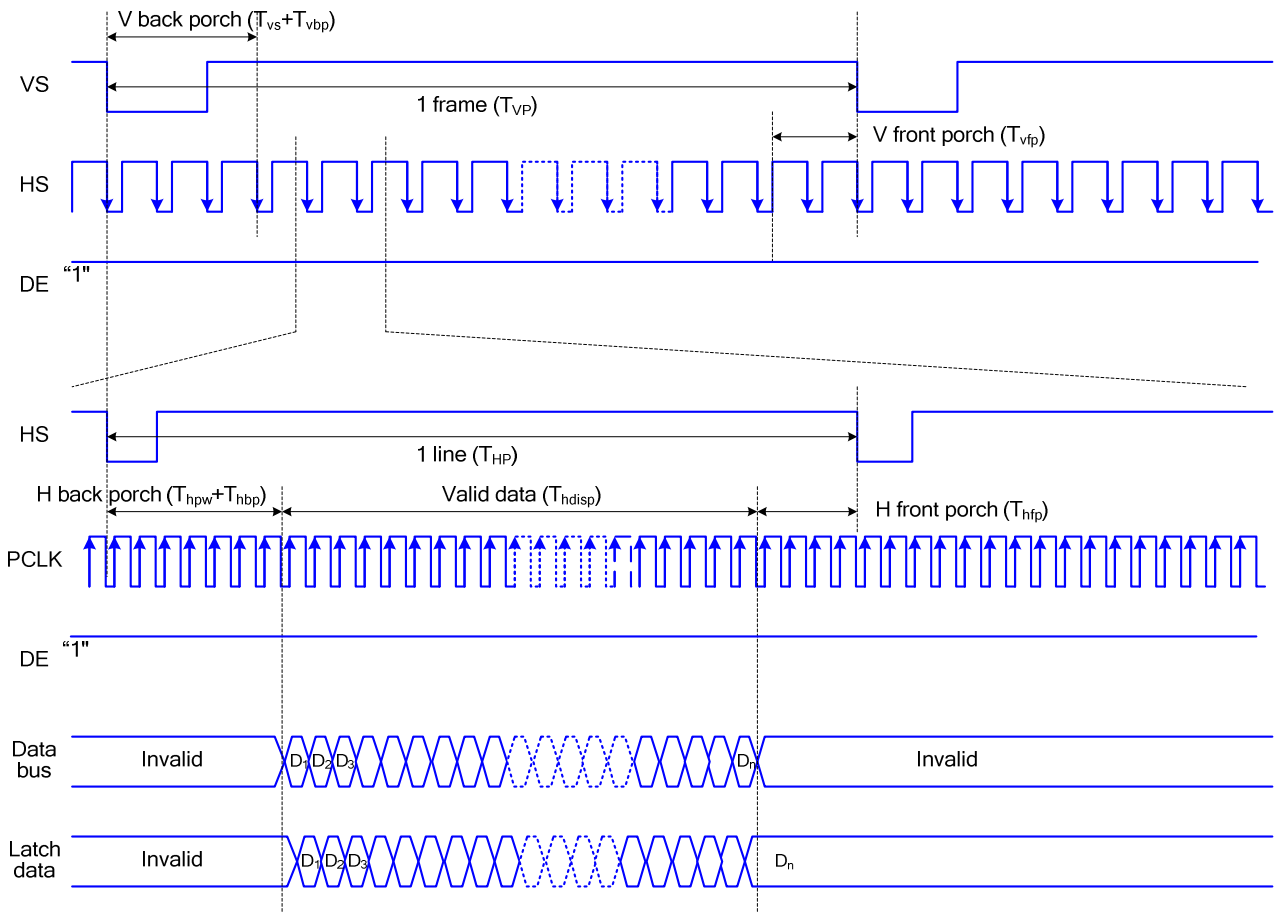 V back porch (Tvs+Tvbp)
VS
1 frame (TVP)
V front porch (Tvfp)
HS
“1"
DE
HS
1 line (THP)
H back porch (Thpw+Thbp)
Valid data (Thdisp)
H front porch (Thfp)
PCLK
“1"
DE
Data
bus
Invalid
D1
D2
D3
Dn
Invalid
Latch
data
Invalid
D1
D2
D3
Dn